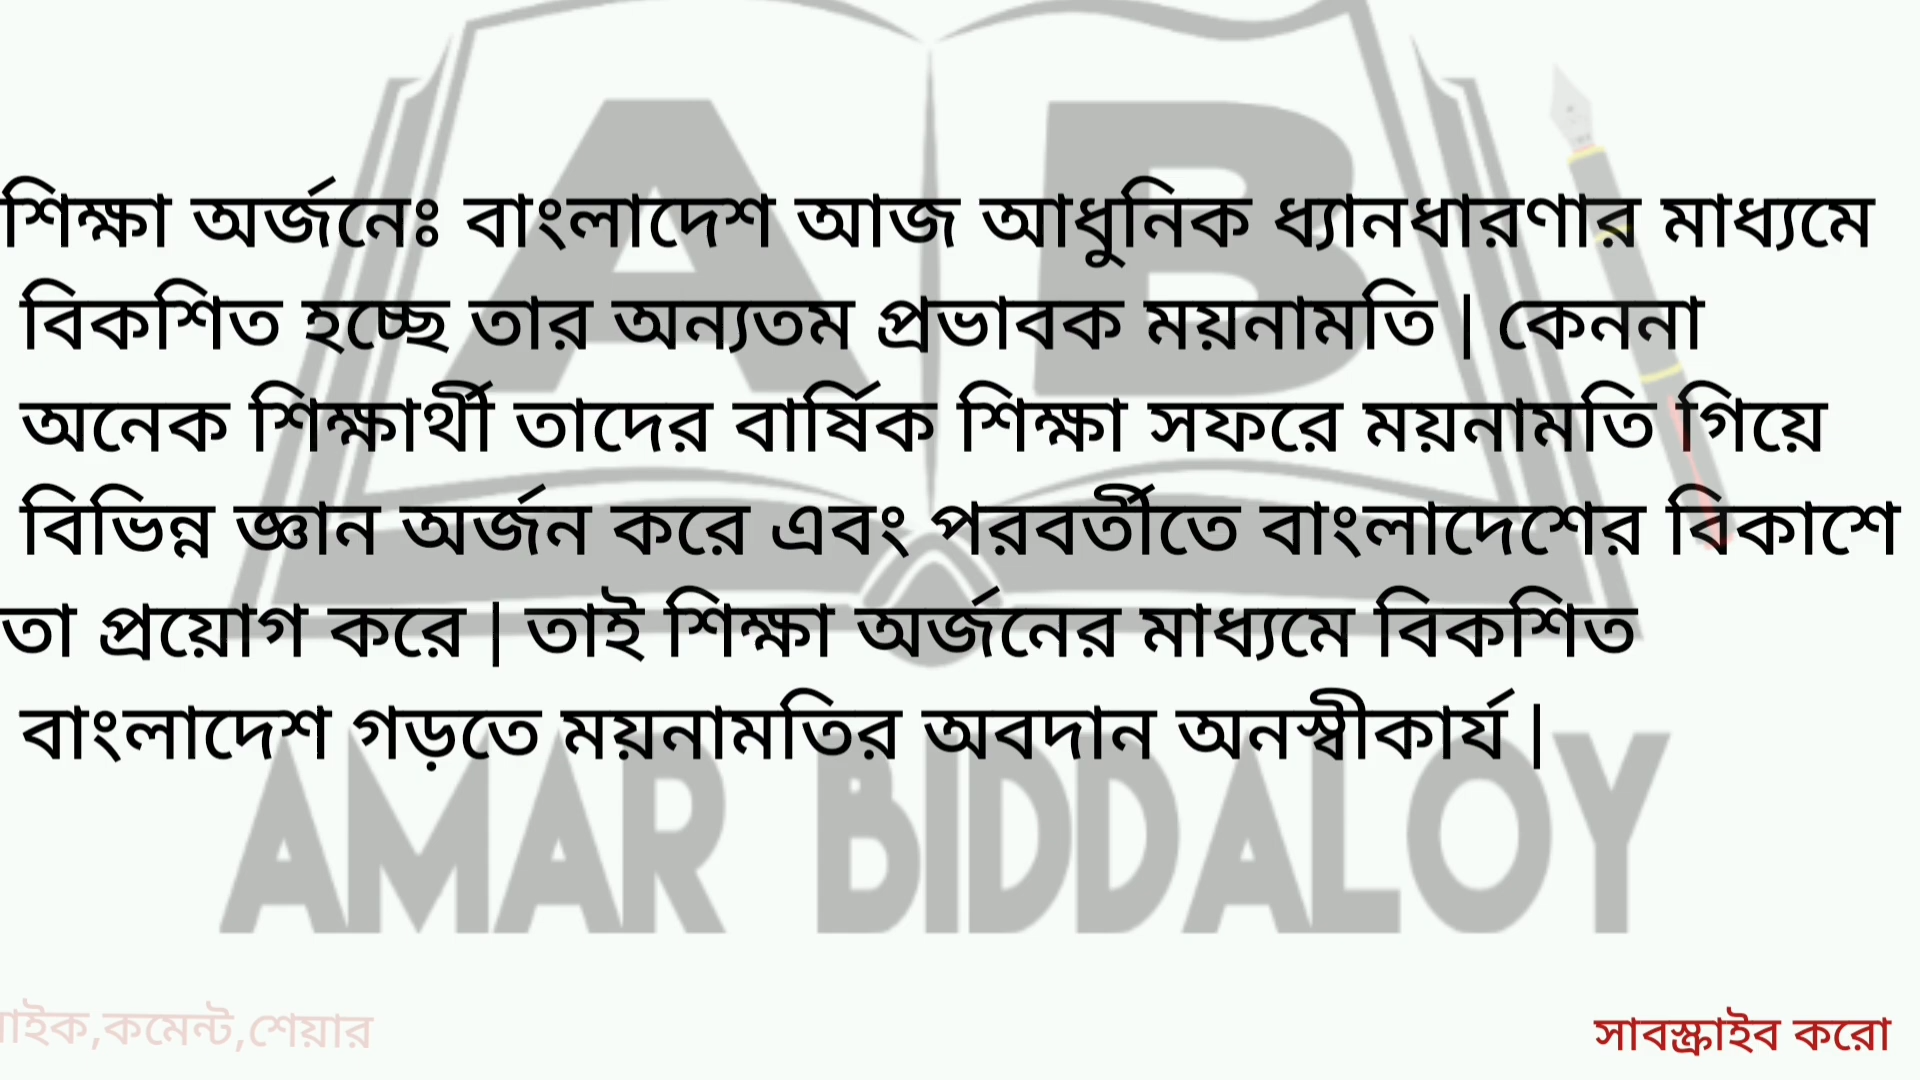 শিক্ষা অর্জনেঃ বাংলাদেশ আজ আধুনিক ধ্যানধারণার মাধ্যমে
বিকশিত হচ্ছে তার অন্যতম প্রভাবক ময়নামতি | কেননা
অনেক শিক্ষার্থী তাদের বার্ষিক শিক্ষা সফরে ময়নামতি গিয়ে
বিভিন্ন জ্ঞান অর্জন করে এবং পরবর্তীতে বাংলাদেশের বিকাশে
তা প্রয়োগ করে | তাই শিক্ষা অর্জনের মাধ্যমে বিকশিত
বাংলাদেশ গড়তে ময়নামতির অবদান অনস্বীকার্য |
A B
AMAR BIDDALOY
কমেন্ট,শেয়ার
সাবস্ক্রাইব করো